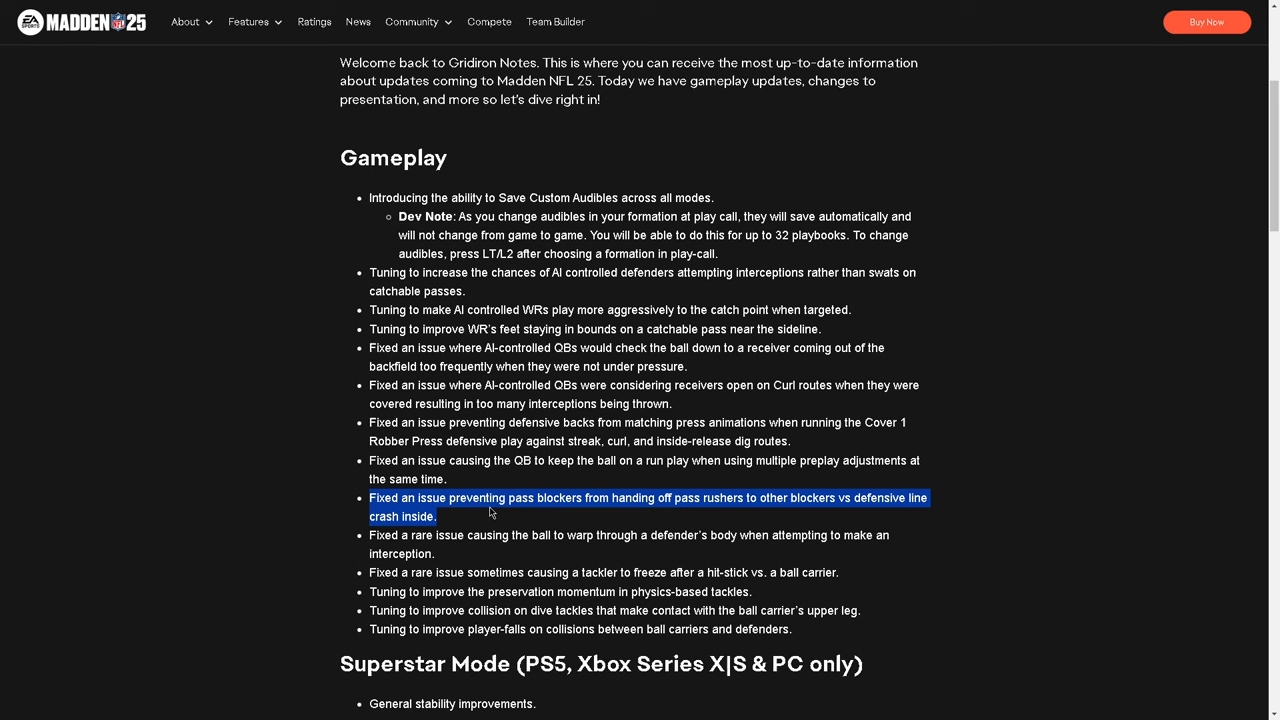 EA SPORTS MADDEN NFL 25 About Features Ratings News Community Compete Team Builder Buy Now
Welcome back to Gridiron Notes. This is where you can receive the most up-to-date information
about updates coming to Madden NFL 25. Today we have gameplay updates, changes to
presentation, and more so let's dive right in!
Gameplay
• Introducing the ability to Save Custom Audibles across all modes.
Dev Note: As you change audibles in your formation at play call, they will save automatically and
will not change from game to game. You will be able to do this for up to 32 playbooks. To change
audibles, press LT/L2 after choosing a formation in play-call.
• Tuning to increase the chances of AI controlled defenders attempting interceptions rather than swats on
catchable passes.
• Tuning to make AI controlled WRs play more aggressively to the catch point when targeted.
• Tuning to improve WR's feet staying in bounds on a catchable pass near the sideline.
• Fixed an issue where AI-controlled QBs would check the ball down to a receiver coming out of the
backfield too frequently when they were not under pressure.
• Fixed an issue where AI-controlled QBs were considering receivers open on Curl routes when they were
covered resulting in too many interceptions being thrown.
• Fixed an issue preventing defensive backs from matching press animations when running the Cover 1
Robber Press defensive play against streak, curl, and inside-release dig routes.
• Fixed an issue causing the QB to keep the ball on a run play when using multiple preplay adjustments at
the same time.
• Fixed an issue preventing pass blockers from handing off pass rushers to other blockers vs defensive line
crash inside.
• Fixed a rare issue causing the ball to warp through a defender's body when attempting to make an
interception.
• Fixed a rare issue sometimes causing a tackler to freeze after a hit-stick vs. a ball carrier.
• Tuning to improve the preservation momentum in physics-based tackles.
• Tuning to improve collision on dive tackles that make contact with the ball carrier's upper leg.
• Tuning to improve player-falls on collisions between ball carriers and defenders.
Superstar Mode (PS5, Xbox Series X|S & PC only)
• General stability improvements.